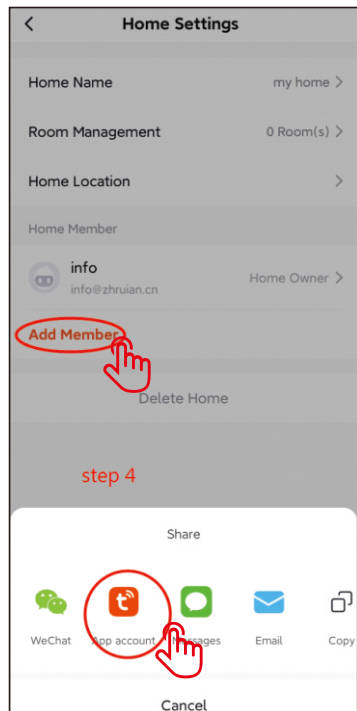 Home Settings
Home Name my home
Room Management 0 Room(s)
Home Location
Home Member
info
info@zhruian.cn Home Owner
Add Member
Delete Home
step 4
Share
WeChat App account Messages Email Copy
Cancel